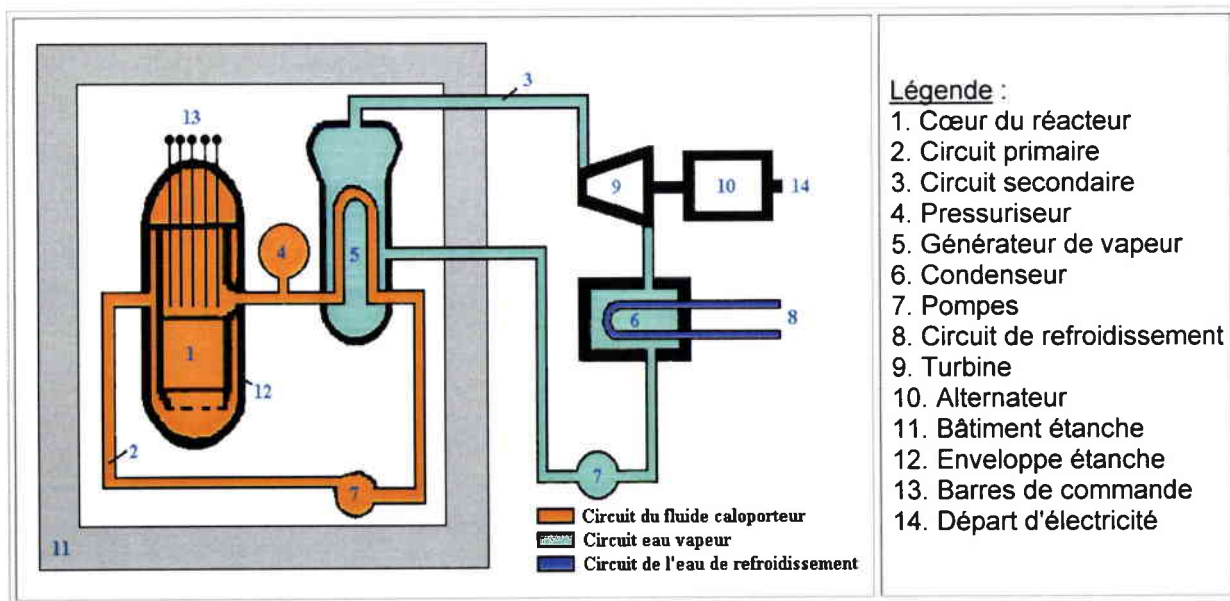 13
3
9
10
14
4
5
6
8
1
12
2
7
7
11
Circuit du fluide caloporteur
Circuit eau vapeur
Circuit de l'eau de refroidissement
Légende :
1. Cœur du réacteur
2. Circuit primaire
3. Circuit secondaire
4. Pressuriseur
5. Générateur de vapeur
6. Condenseur
7. Pompes
8. Circuit de refroidissement
9. Turbine
10. Alternateur
11. Bâtiment étanche
12. Enveloppe étanche
13. Barres de commande
14. Départ d'électricité